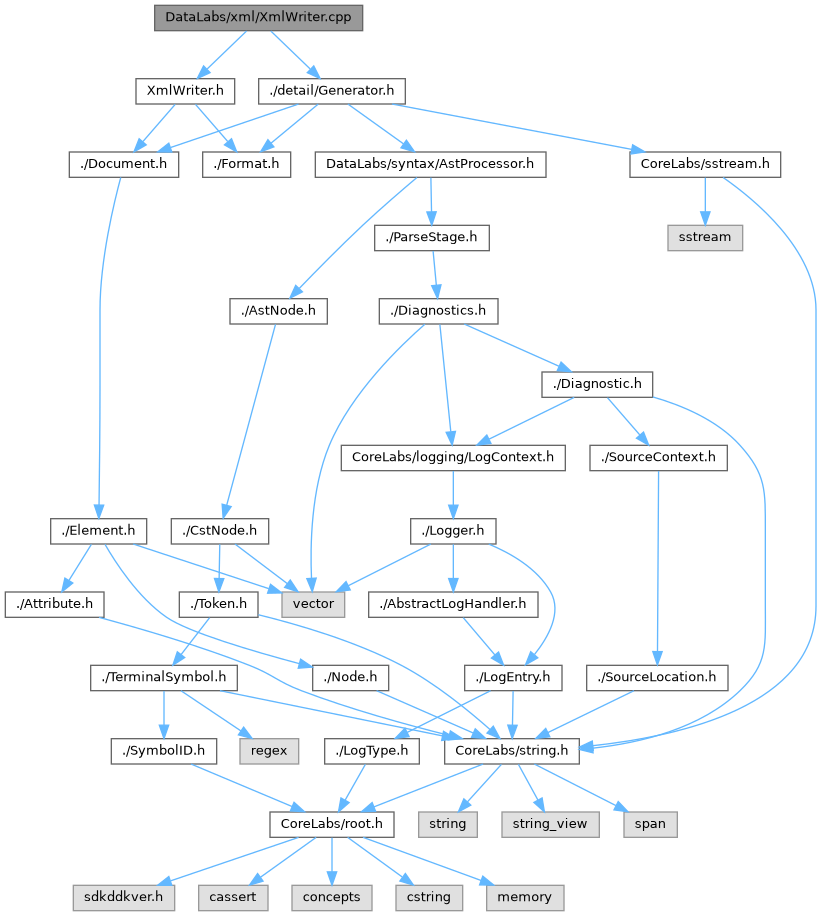 DataLabs/xml/XmlWriter.cpp
XmlWriter.h
./detail/Generator.h
./Document.h
./Format.h
DataLabs/syntax/AstProcessor.h
CoreLabs/sstream.h
./ParseStage.h
sstream
./AstNode.h
./Diagnostics.h
./Diagnostic.h
CoreLabs/logging/LogContext.h
./SourceContext.h
./Element.h
./CstNode.h
./Logger.h
./Attribute.h
./Token.h
vector
./AbstractLogHandler.h
./TerminalSymbol.h
./Node.h
./LogEntry.h
./SourceLocation.h
./SymbolID.h
regex
./LogType.h
CoreLabs/string.h
CoreLabs/root.h
string
string_view
span
sdkddkver.h
cassert
concepts
cstring
memory